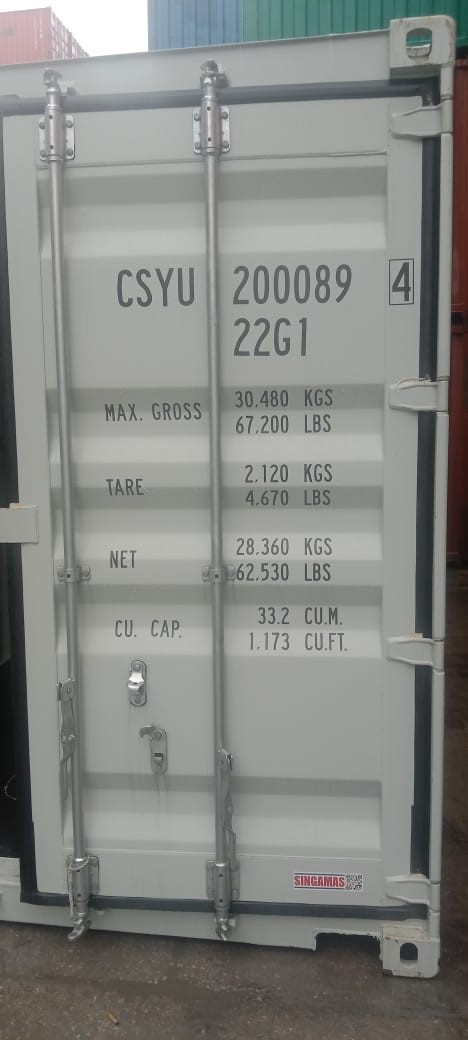 CSYU 200089 4
22G1
MAX. GROSS 30.480 KGS
67.200 LBS
TARE 2.120 KGS
4.670 LBS
NET 28.360 KGS
62.530 LBS
CU. CAP. 33.2 CU.M.
1.173 CU.FT.
SINGAMAS